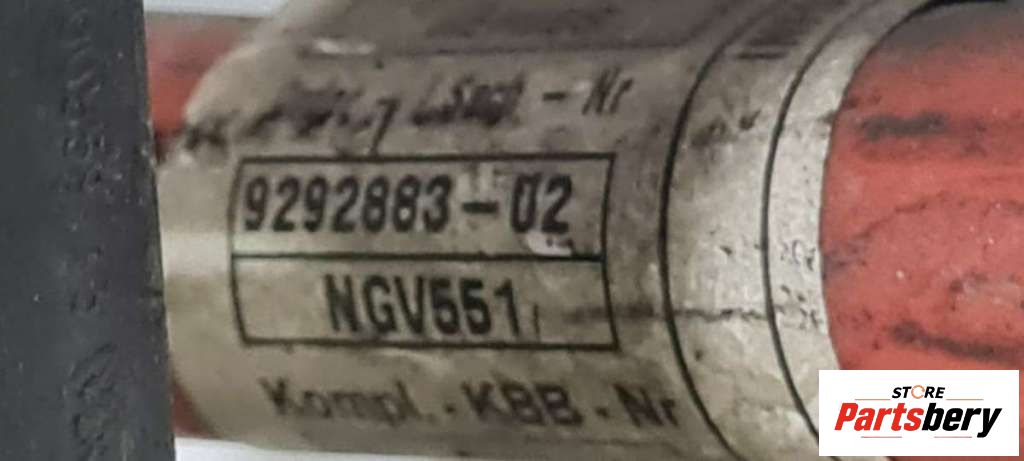 - Nr
9292883-02
NGV551
Kompl.-KBB-Nr
STORE
Partsbery